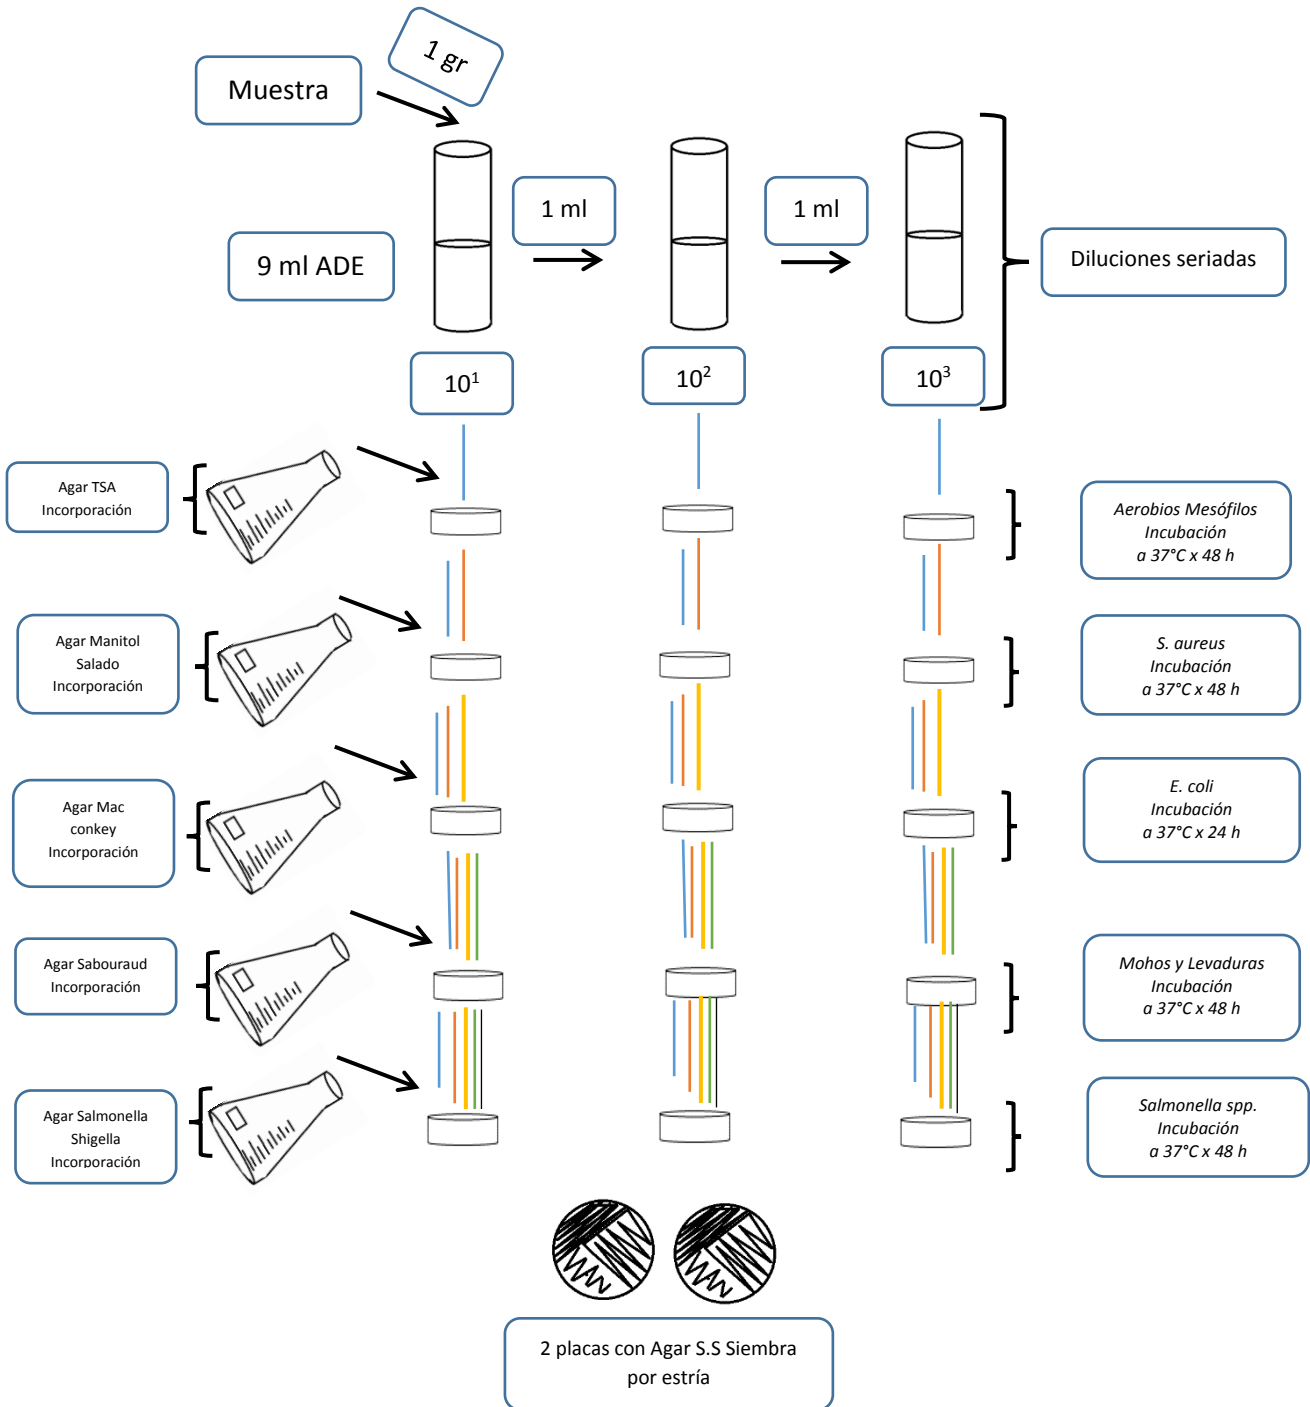 1 gr
Muestra
1 ml
1 ml
9 ml ADE
Diluciones seriadas
10¹
10²
10³
Agar TSA
Incorporación
Aerobios Mesófilos
Incubación
a 37°C x 48 h
Agar Manitol
Salado
Incorporación
S. aureus
Incubación
a 37°C x 48 h
Agar Mac
conkey
Incorporación
E. coli
Incubación
a 37°C x 24 h
Agar Sabouraud
Incorporación
Mohos y Levaduras
Incubación
a 37°C x 48 h
Agar Salmonella
Shigella
Incorporación
Salmonella spp.
Incubación
a 37°C x 48 h
2 placas con Agar S.S Siembra
por estría